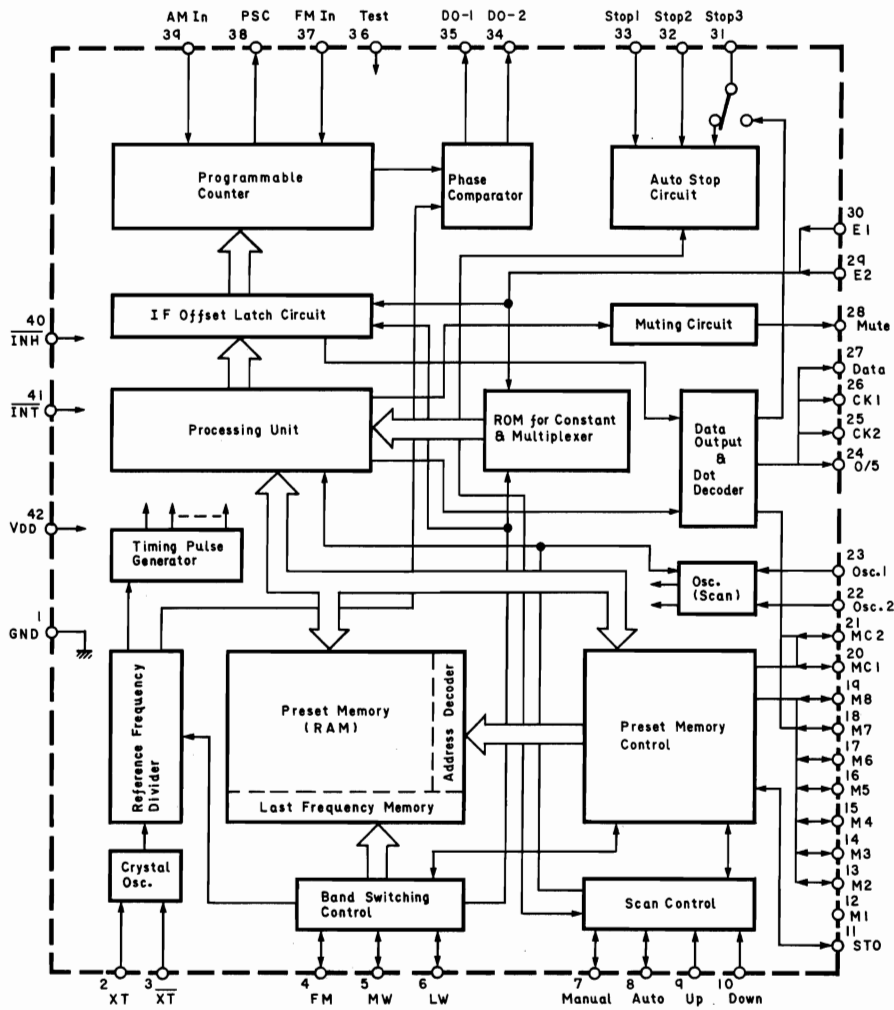 AM In
PSC
FM In
Test
DO-1
DO-2
Stop1
Stop2
Stop3
39
38
37
36
35
34
33
32
31
Programmable
Counter
Phase
Comparator
Auto Stop
Circuit
30
E1
29
E2
IF Offset Latch Circuit
Muting Circuit
28
Mute
40
INH
27
Data
26
CK1
25
CK2
24
O/5
41
INT
Processing Unit
ROM for Constant
& Multiplexer
Data
Output
&
Dot
Decoder
42
VDD
Timing Pulse
Generator
Osc.
(Scan)
23
Osc.1
22
Osc.2
1
GND
21
MC2
20
MC1
19
M8
18
M7
17
M6
16
M5
15
M4
14
M3
13
M2
12
M1
11
STO
Reference Frequency
Divider
Preset Memory
(RAM)
Address Decoder
Last Frequency Memory
Preset Memory
Control
Crystal
Osc.
Band Switching
Control
Scan Control
2
XT
3
XT
4
FM
5
MW
6
LW
7
Manual
8
Auto
9
Up
10
Down